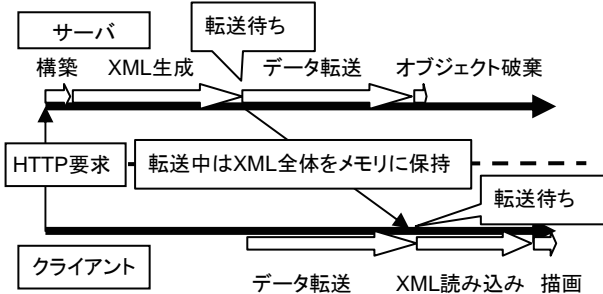 サーバ
転送待ち
構築
XML生成
データ転送
オブジェクト破棄
HTTP要求
転送中はXML全体をメモリに保持
転送待ち
クライアント
データ転送
XML読み込み
描画